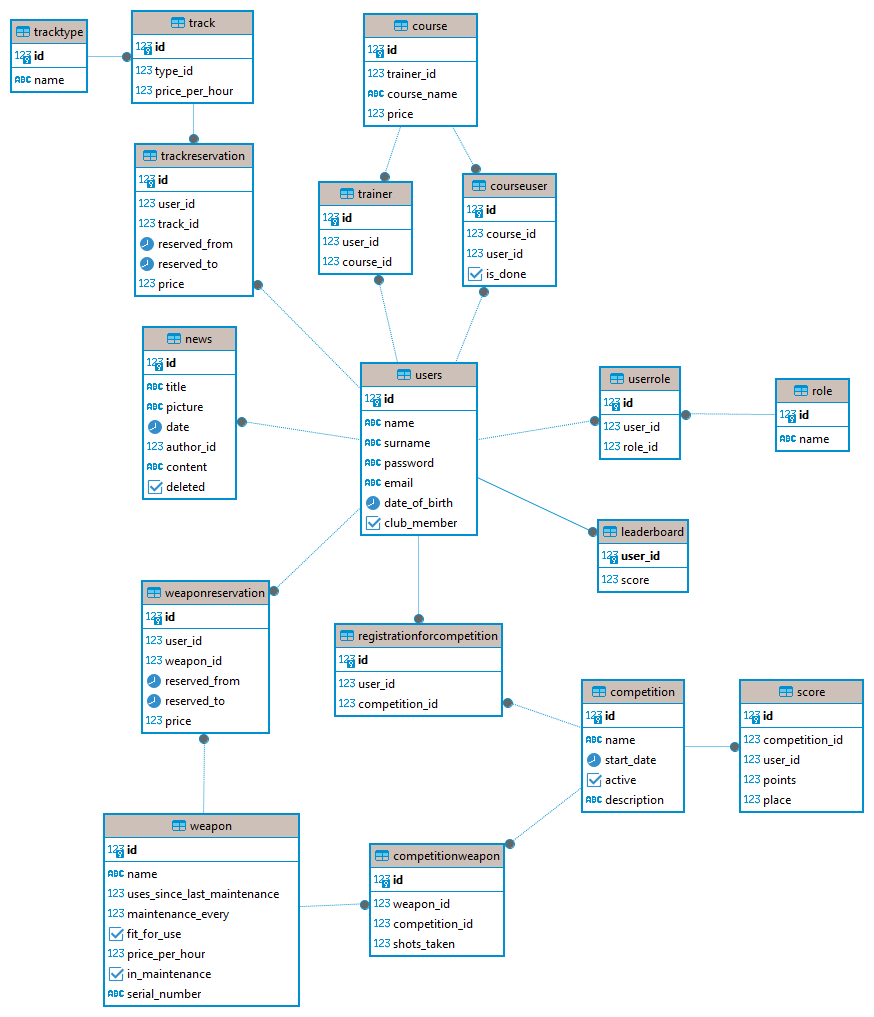 tracktype
123 id
ABC name
track
123 id
123 type_id
123 price_per_hour
course
123 id
123 trainer_id
ABC course_name
123 price
trackreservation
123 id
123 user_id
123 track_id
reserved_from
reserved_to
123 price
trainer
123 id
123 user_id
123 course_id
courseuser
123 id
123 course_id
123 user_id
is_done
news
123 id
ABC title
ABC picture
date
123 author_id
ABC content
deleted
users
123 id
ABC name
ABC surname
ABC password
ABC email
date_of_birth
club_member
userrole
123 id
123 user_id
123 role_id
role
123 id
ABC name
leaderboard
123 user_id
123 score
weaponreservation
123 id
123 user_id
123 weapon_id
reserved_from
reserved_to
123 price
registrationforcompetition
123 id
123 user_id
123 competition_id
competition
123 id
ABC name
start_date
active
ABC description
score
123 id
123 competition_id
123 user_id
123 points
123 place
weapon
123 id
ABC name
123 uses_since_last_maintenance
123 maintenance_every
fit_for_use
123 price_per_hour
in_maintenance
ABC serial_number
competitionweapon
123 id
123 weapon_id
123 competition_id
123 shots_taken